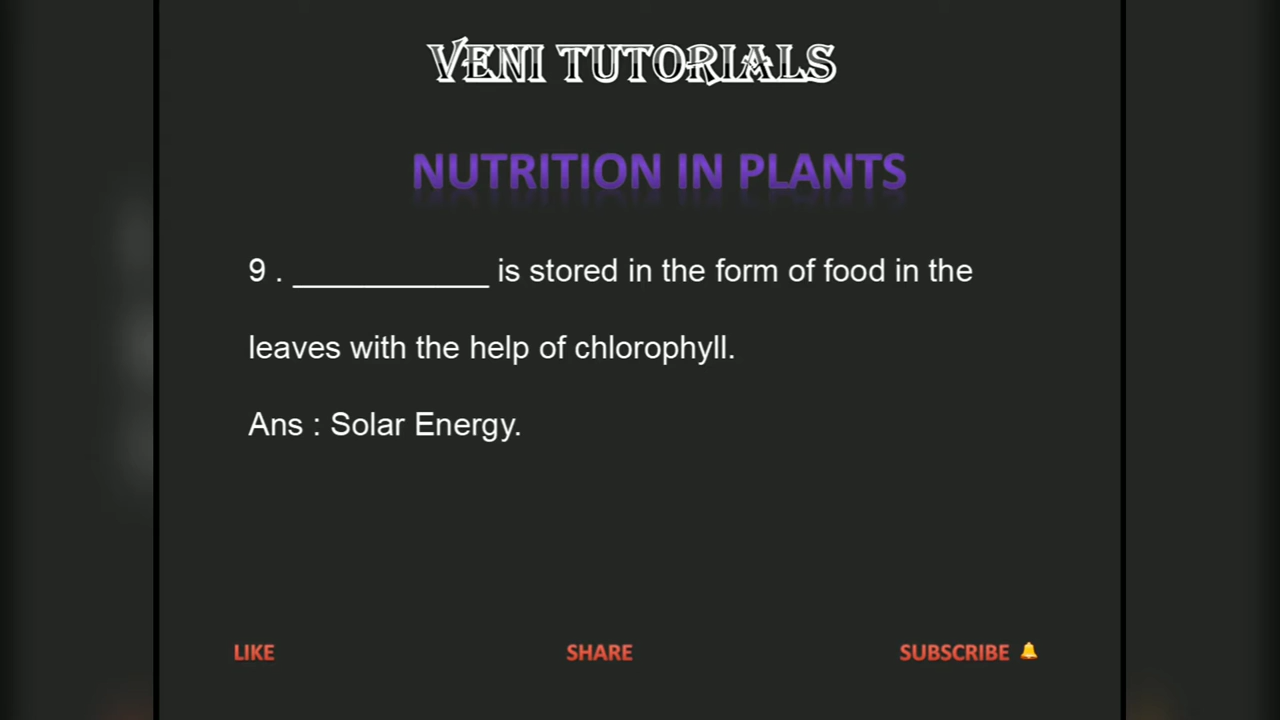 VENI TUTORIALS
NUTRITION IN PLANTS
9 . ____________ is stored in the form of food in the
leaves with the help of chlorophyll.
Ans : Solar Energy.
LIKE SHARE SUBSCRIBE 🔔